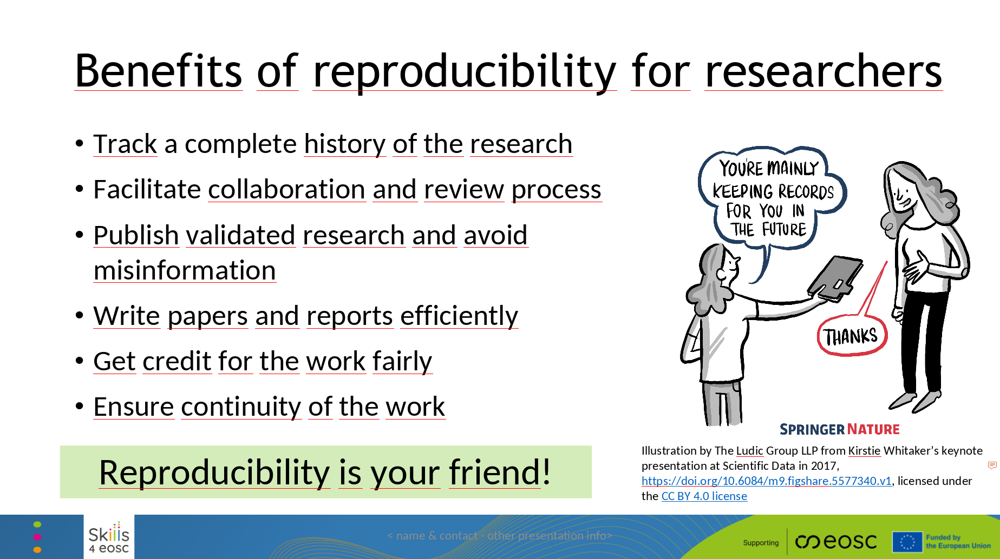 Benefits of reproducibility for researchers
• Track a complete history of the research
• Facilitate collaboration and review process
• Publish validated research and avoid
misinformation
• Write papers and reports efficiently
• Get credit for the work fairly
• Ensure continuity of the work
Reproducibility is your friend!
YOU'RE MAINLY
KEEPING RECORDS
FOR YOU IN
THE FUTURE
THANKS
SPRINGER NATURE
Illustration by The Ludic Group LLP from Kirstie Whitaker’s keynote
presentation at Scientific Data in 2017,
https://doi.org/10.6084/m9.figshare.5577340.v1, licensed under
the CC BY 4.0 license
Skills
4 eosc
< name & contact - other presentation info>
Supporting
eosc
Funded by
the European Union